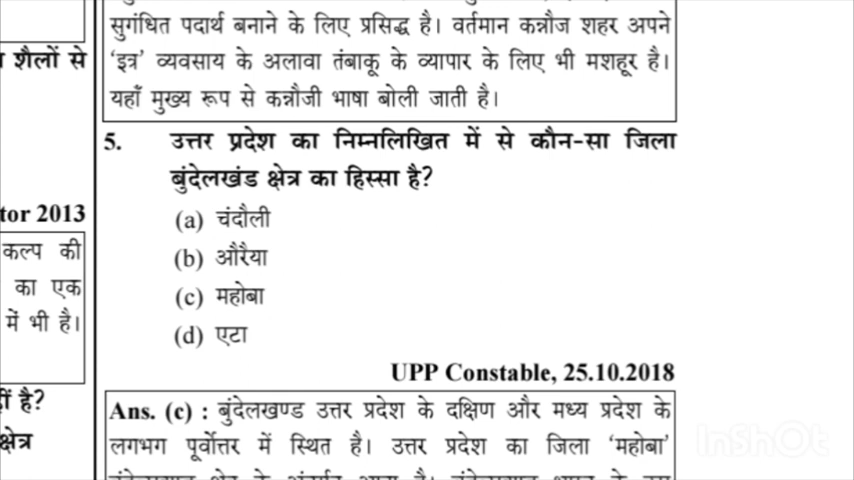 सुगंधित पदार्थ बनाने के लिए प्रसिद्ध है। वर्तमान कन्नौज शहर अपने
'इत्र' व्यवसाय के अलावा तंबाकू के व्यापार के लिए भी मशहूर है।
यहाँ मुख्य रूप से कन्नौजी भाषा बोली जाती है।
5. उत्तर प्रदेश का निम्नलिखित में से कौन-सा जिला
बुंदेलखंड क्षेत्र का हिस्सा है?
(a) चंदौली
(b) औरैया
(c) महोबा
(d) एटा
UPP Constable, 25.10.2018
Ans. (c) : बुंदेलखण्ड उत्तर प्रदेश के दक्षिण और मध्य प्रदेश के
लगभग पूर्वोत्तर में स्थित है। उत्तर प्रदेश का जिला 'महोबा'
शैलों से
tor 2013
कल्प की
का एक
में भी है।
है?
क्षेत्र
InShOt